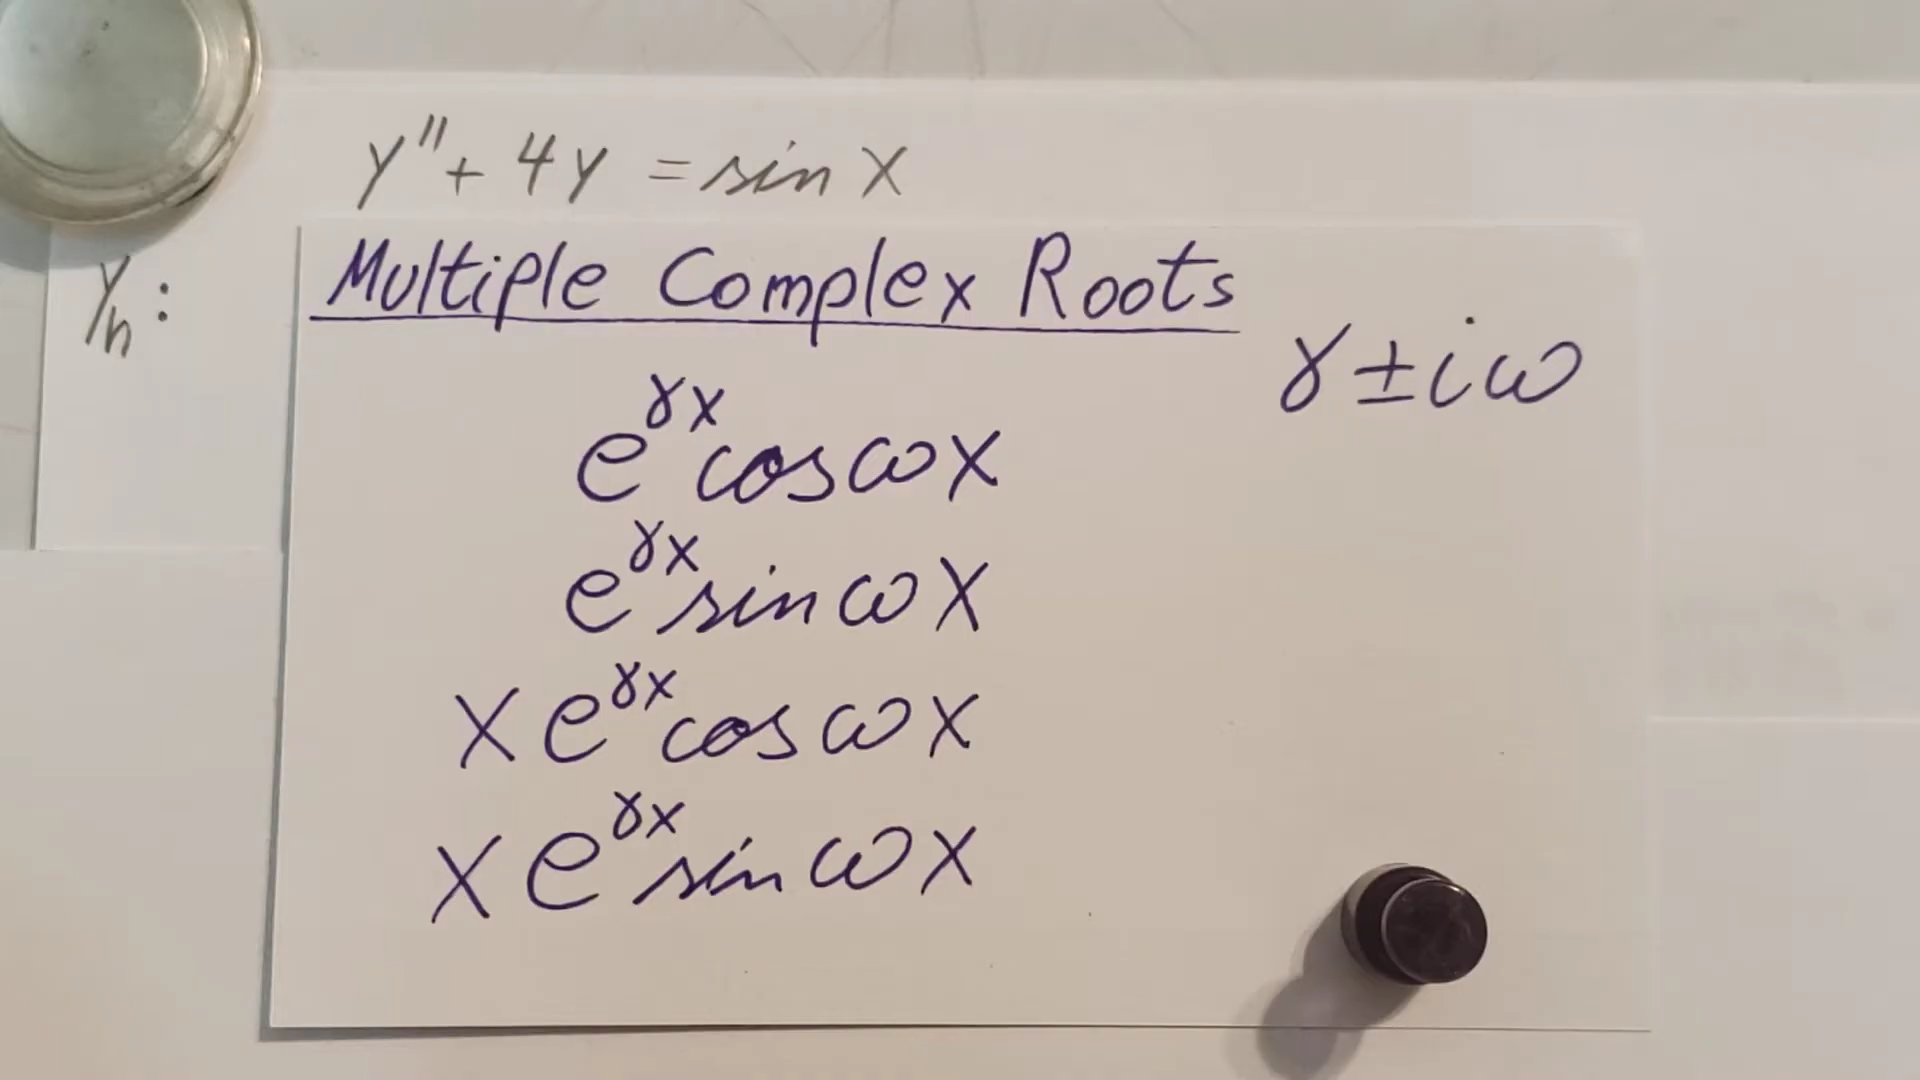 y'' + 4y = sin x
y_h:
Multiple Complex Roots
γ ± iω
e^γx cos ωx
e^γx sin ωx
x e^γx cos ωx
x e^γx sin ωx